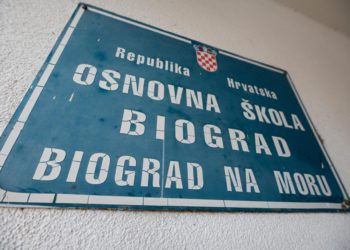 Republika Hrvatska
OSNOVNA ŠKOLA
BIOGRAD
BIOGRAD NA MORU